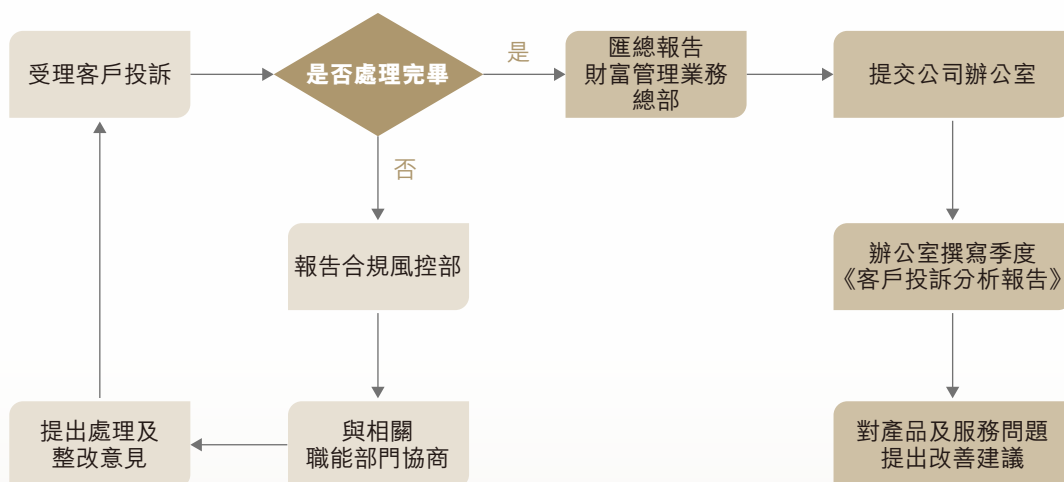 受理客戶投訴
是否處理完畢
是
匯總報告
財富管理業務
總部
提交公司辦公室
否
報告合規風控部
辦公室撰寫季度
《客戶投訴分析報告》
提出處理及
整改意見
與相關
職能部門協商
對產品及服務問題
提出改善建議